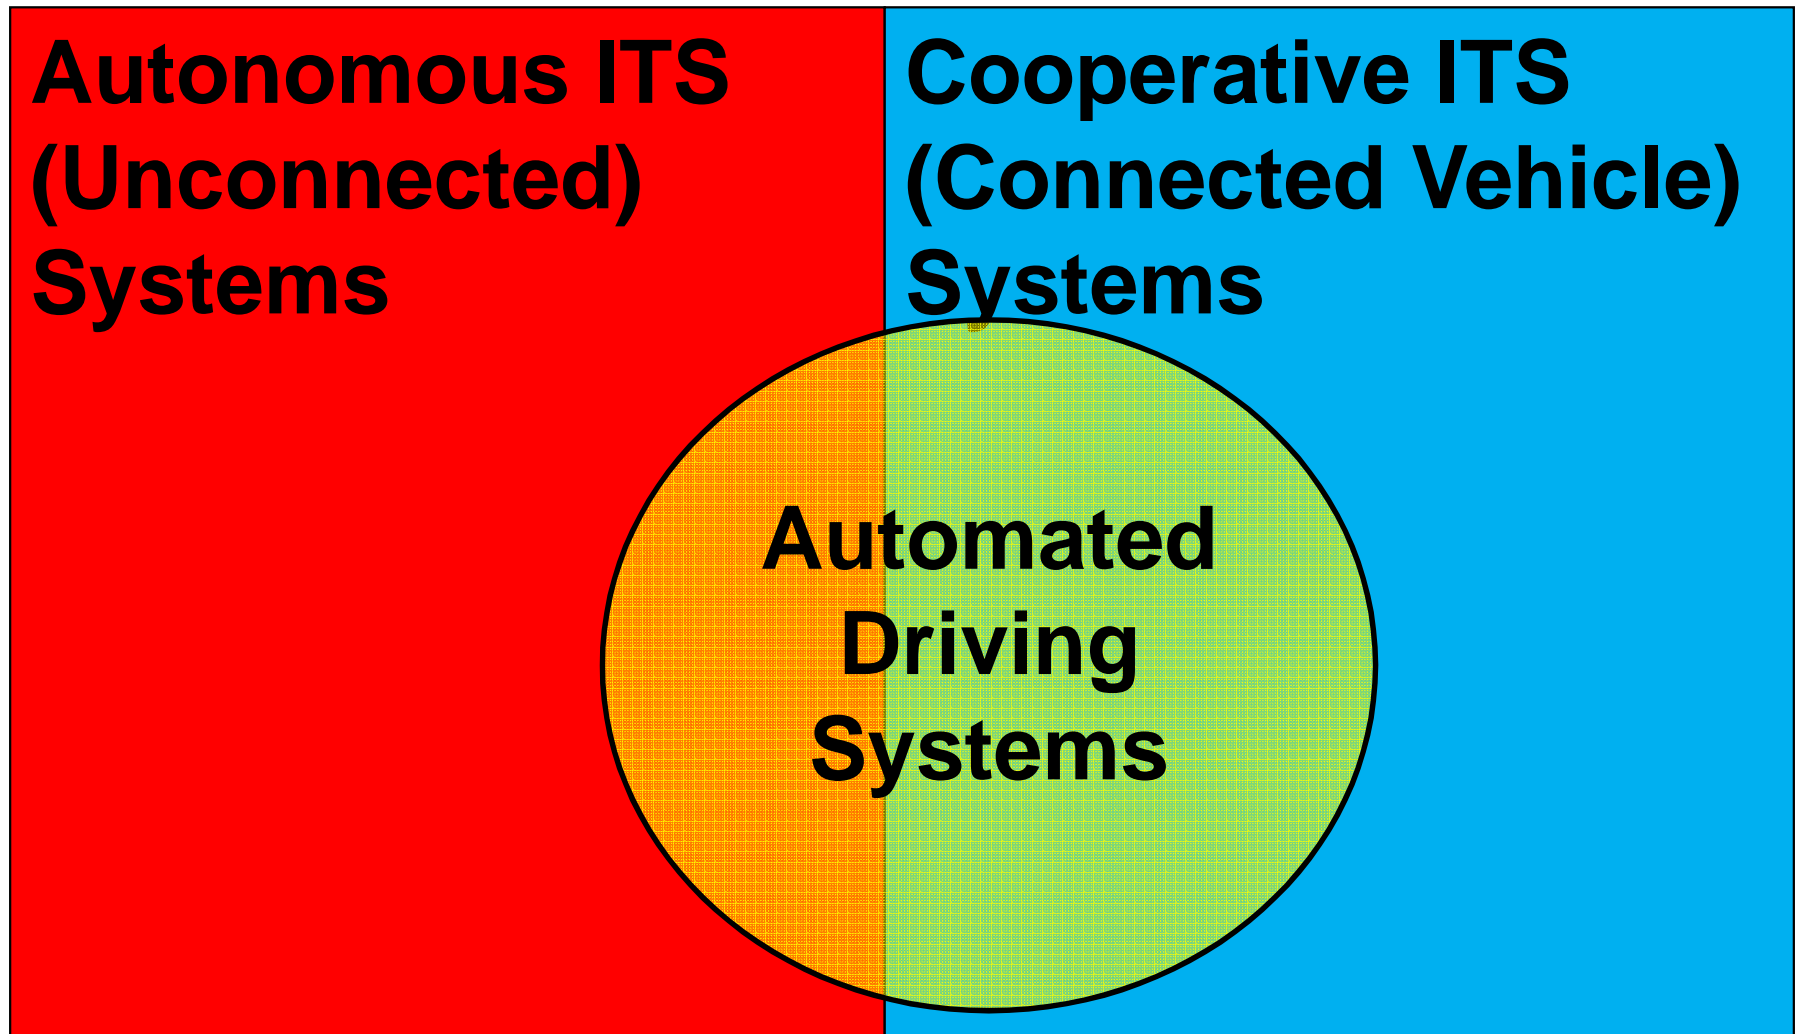 Autonomous ITS
(Unconnected)
Systems
Cooperative ITS
(Connected Vehicle)
Systems
Automated
Driving
Systems